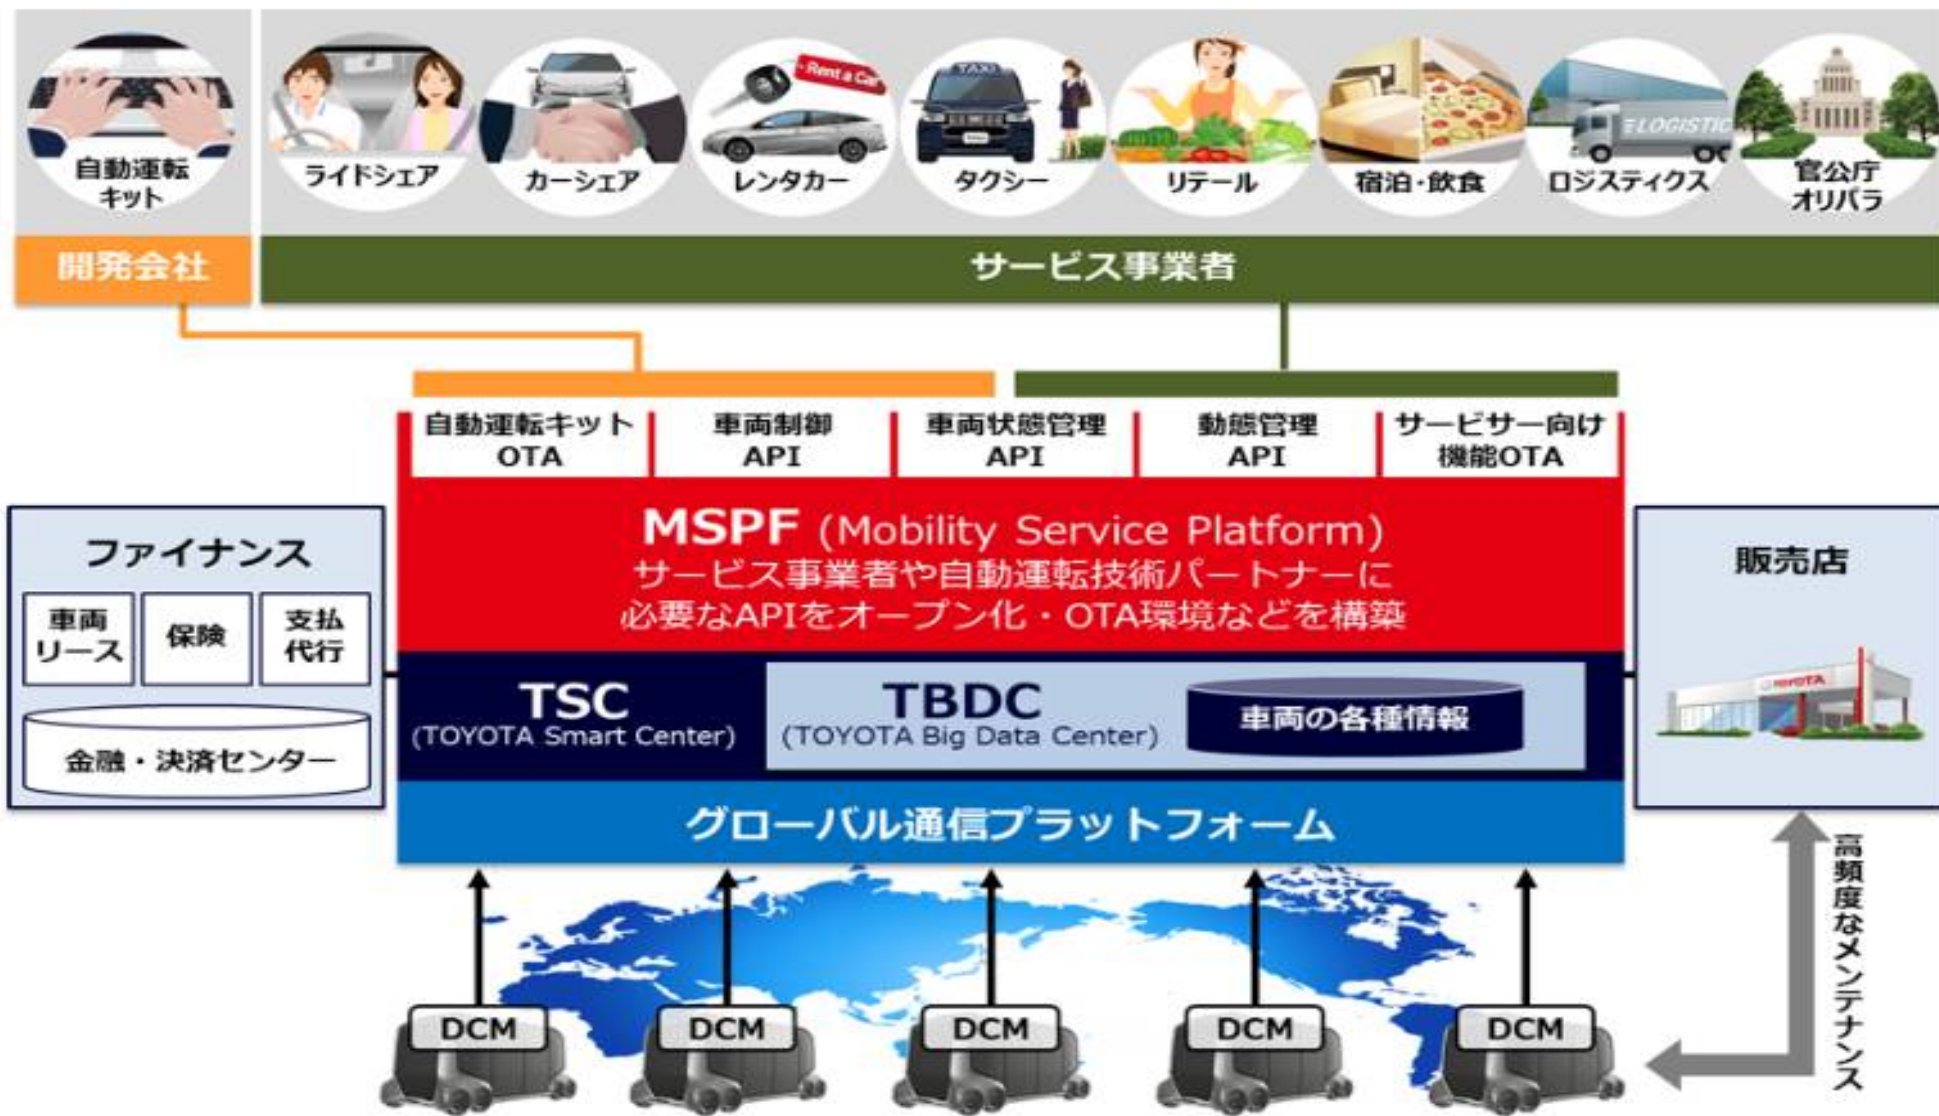 Rent a Car
TAXI
LOGISTIC
自動運転
キット
ライドシェア
カーシェア
レンタカー
タクシー
リテール
宿泊・飲食
ロジスティクス
官公庁
オリパラ
開発会社
サービス事業者
自動運転キット
OTA
車両制御
API
車両状態管理
API
動態管理
API
サービサー向け
機能OTA
MSPF (Mobility Service Platform)
サービス事業者や自動運転技術パートナーに
必要なAPIをオープン化・OTA環境などを構築
ファイナンス
車両
リース
保険
支払
代行
金融・決済センター
TSC
(TOYOTA Smart Center)
TBDC
(TOYOTA Big Data Center)
車両の各種情報
販売店
TOYOTA
グローバル通信プラットフォーム
高頻度なメンテナンス
DCM
DCM
DCM
DCM
DCM